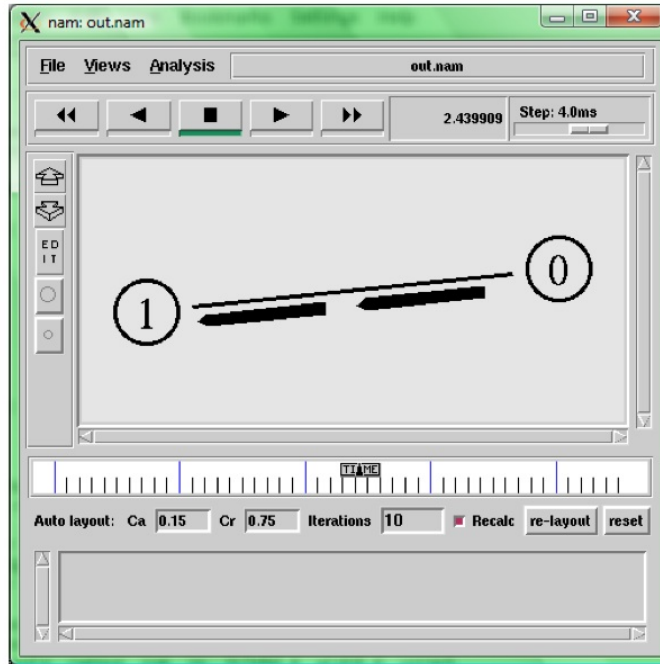 nam: out.nam
File Views Analysis out.nam
2.439909 Step: 4.0ms
ED
IT
0
1
TIME
Auto layout: Ca 0.15 Cr 0.75 Iterations 10 Recalc re-layout reset